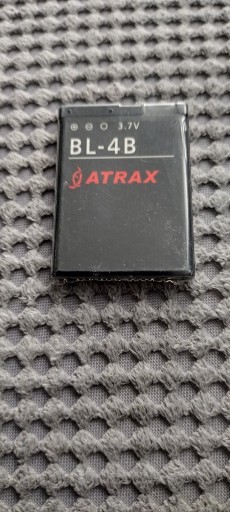 ⊕ ⊖ ○ 3.7V
BL-4B
ATRAX